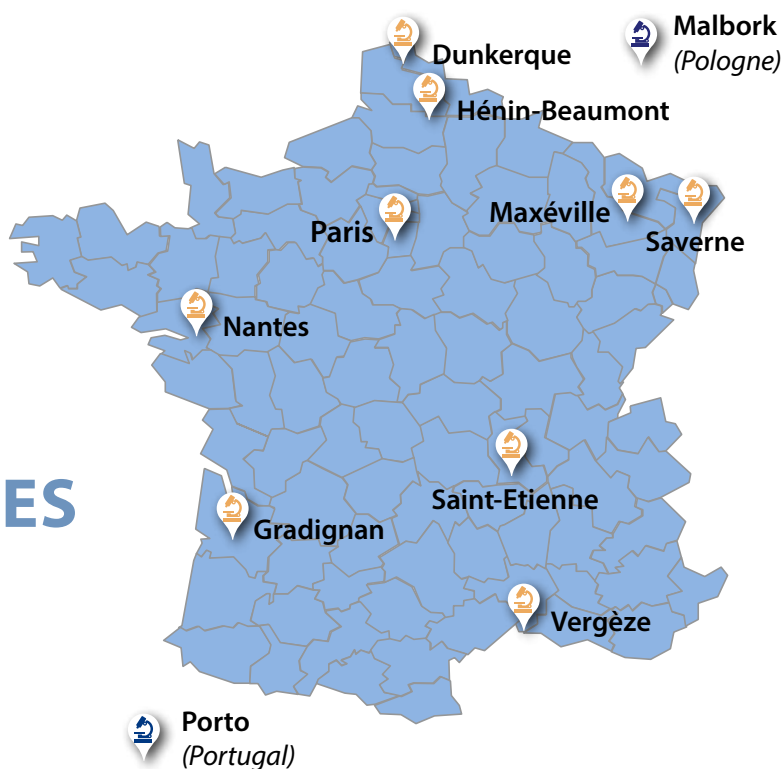 Malbork
(Pologne)
Dunkerque
Hénin-Beaumont
Maxéville
Paris
Saverne
Nantes
ES
Saint-Etienne
Gradignan
Vergèze
Porto
(Portugal)